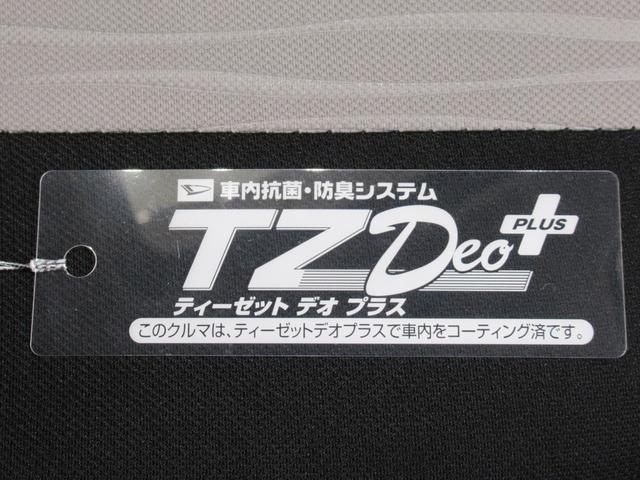 車内抗菌・防臭システム
TZDeo PLUS
ティーゼット デオ プラス
このクルマは、ティーゼットデオプラスで車内をコーティング済です。